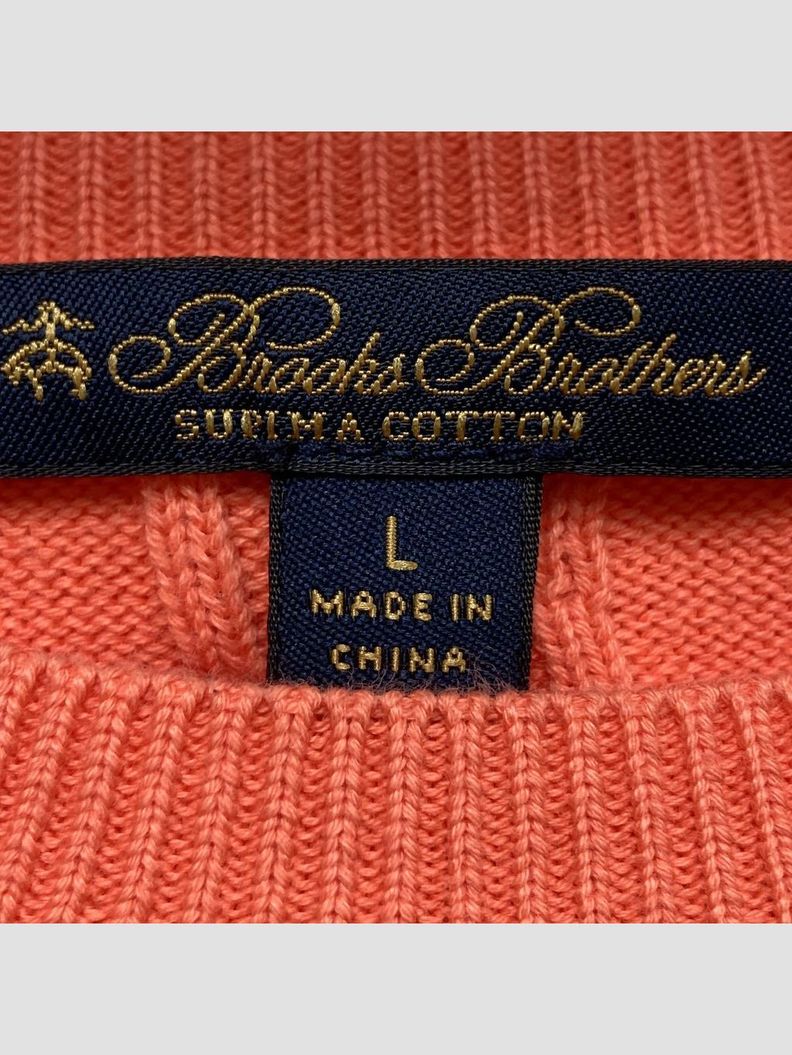 Brooks Brothers
SUPIMA COTTON
L
MADE IN
CHINA